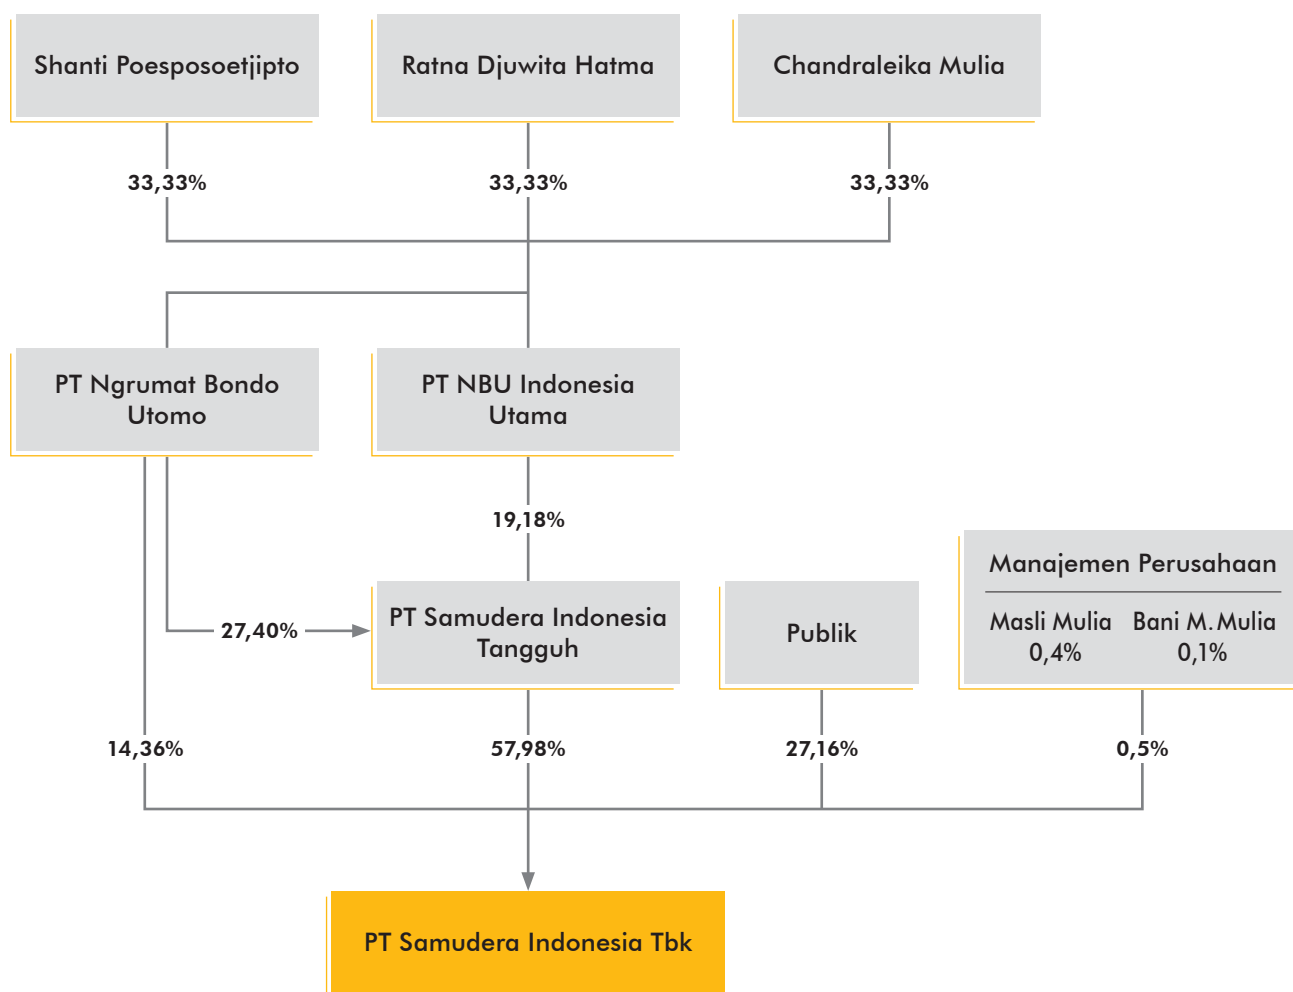 Shanti Poesposoetjipto
Ratna Djuwita Hatma
Chandraleika Mulia
33,33%
33,33%
33,33%
PT Ngrumat Bondo
Utomo
PT NBU Indonesia
Utama
19,18%
Manajemen Perusahaan
Masli Mulia
0,4%
Bani M. Mulia
0,1%
PT Samudera Indonesia
Tangguh
Publik
27,40%
14,36%
57,98%
27,16%
0,5%
PT Samudera Indonesia Tbk